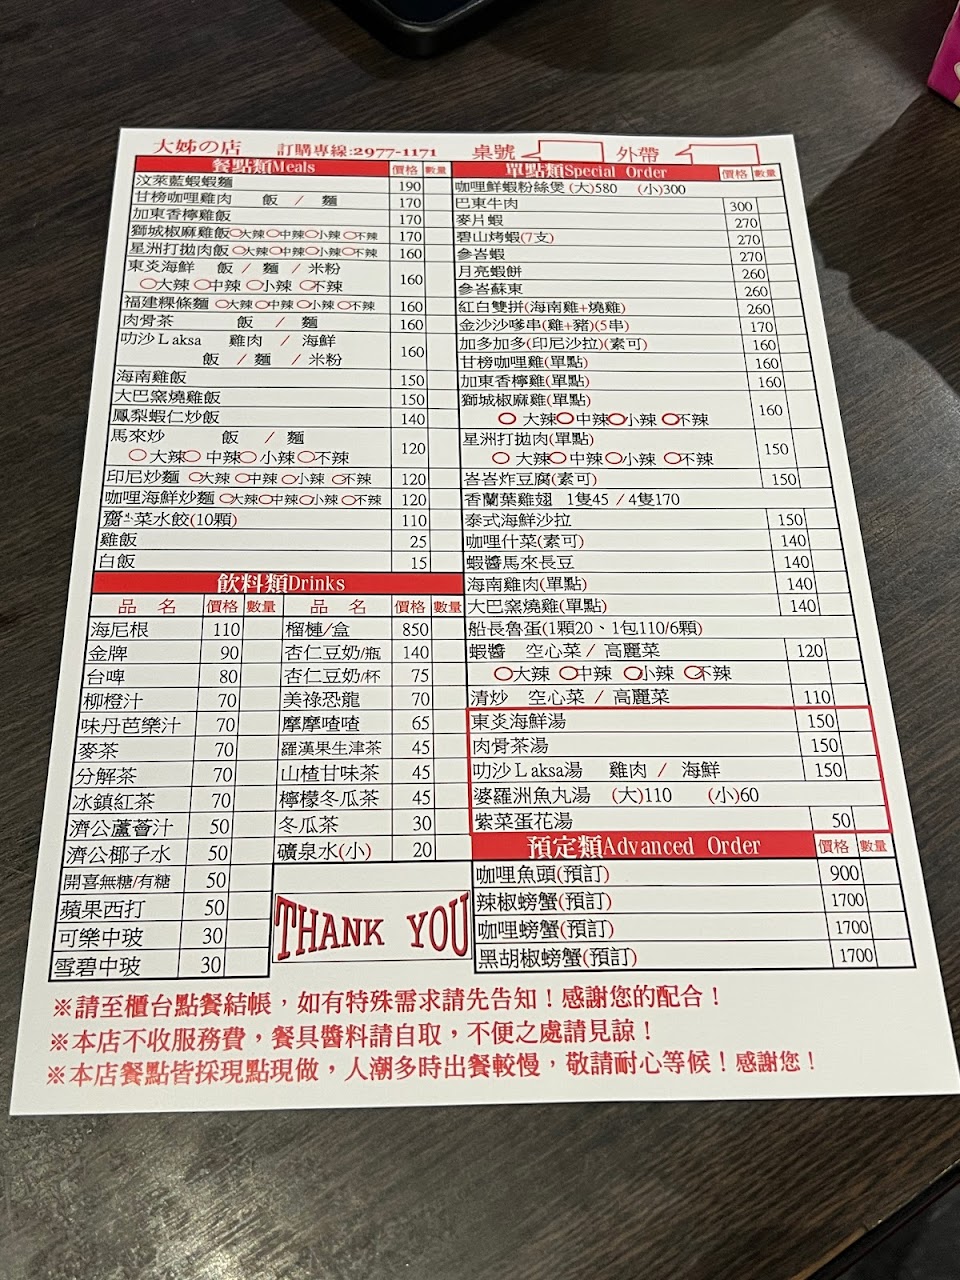 大姊の店 訂購專線:2977-1171 桌號 外帶
餐點類Meals 價格 數量
汶萊藍蝦蝦麵 190
甘榜咖哩雞肉 飯 / 麵 170
加東香檸雞飯 170
獅城椒麻雞飯 大辣 中辣 小辣 不辣 170
星洲打拋肉飯 大辣 中辣 小辣 不辣 160
東炎海鮮 飯 / 麵 / 米粉 160
大辣 中辣 小辣 不辣
福建粿條麵 大辣 中辣 小辣 不辣 160
肉骨茶 飯 / 麵 160
叻沙Laksa 雞肉 / 海鮮 160
飯 / 麵 / 米粉
海南雞飯 150
大巴窯燒雞飯 150
鳳梨蝦仁炒飯 140
馬來炒 飯 / 麵 120
大辣 中辣 小辣 不辣
印尼炒麵 大辣 中辣 小辣 不辣 120
咖哩海鮮炒麵 大辣 中辣 小辣 不辣 120
菜水餃(10顆) 110
雞飯 25
白飯 15
飲料類Drinks
品名 價格 數量 品名 價格 數量
海尼根 110 榴槤/盒 850
金牌 90 杏仁豆奶/瓶 140
台啤 80 杏仁豆奶/杯 75
柳橙汁 70 美祿恐龍 70
味丹芭樂汁 70 摩摩喳喳 65
麥茶 70 羅漢果生津茶 45
分解茶 70 山楂甘味茶 45
冰鎮紅茶 70 檸檬冬瓜茶 45
濟公蘆薈汁 50 冬瓜茶 30
濟公椰子水 50 礦泉水(小) 20
開喜無糖/有糖 50
蘋果西打 50
可樂中玻 30
雪碧中玻 30
THANK YOU
單點類Special Order 價格 數量
咖哩鮮蝦粉絲煲 (大)580 (小)300
巴東牛肉 300
麥片蝦 270
碧山烤蝦(7支) 270
參峇蝦 270
月亮蝦餅 260
參峇蘇東 260
紅白雙拼(海南雞+燒雞) 260
金沙沙嗲串(雞+豬)(5串) 170
加多加多(印尼沙拉)(素可) 160
甘榜咖哩雞(單點) 160
加東香檸雞(單點) 160
獅城椒麻雞(單點) 160
大辣 中辣 小辣 不辣
星洲打拋肉(單點) 150
大辣 中辣 小辣 不辣
峇峇炸豆腐(素可) 150
香蘭葉雞翅 1隻45 / 4隻170
泰式海鮮沙拉 150
咖哩什菜(素可) 140
蝦醬馬來長豆 140
海南雞肉(單點) 140
大巴窯燒雞(單點) 140
船長魯蛋(1顆20、1包110/6顆)
蝦醬 空心菜 / 高麗菜 120
大辣 中辣 小辣 不辣
清炒 空心菜 / 高麗菜 110
東炎海鮮湯 150
肉骨茶湯 150
叻沙Laksa湯 雞肉 / 海鮮 150
婆羅洲魚丸湯 (大)110 (小)60
紫菜蛋花湯 50
預定類Advanced Order 價格 數量
咖哩魚頭(預訂) 900
辣椒螃蟹(預訂) 1700
咖哩螃蟹(預訂) 1700
黑胡椒螃蟹(預訂) 1700
※請至櫃台點餐結帳，如有特殊需求請先告知！感謝您的配合！
※本店不收服務費，餐具醬料請自取，不便之處請見諒！
※本店餐點皆採現點現做，人潮多時出餐較慢，敬請耐心等候！感謝您！